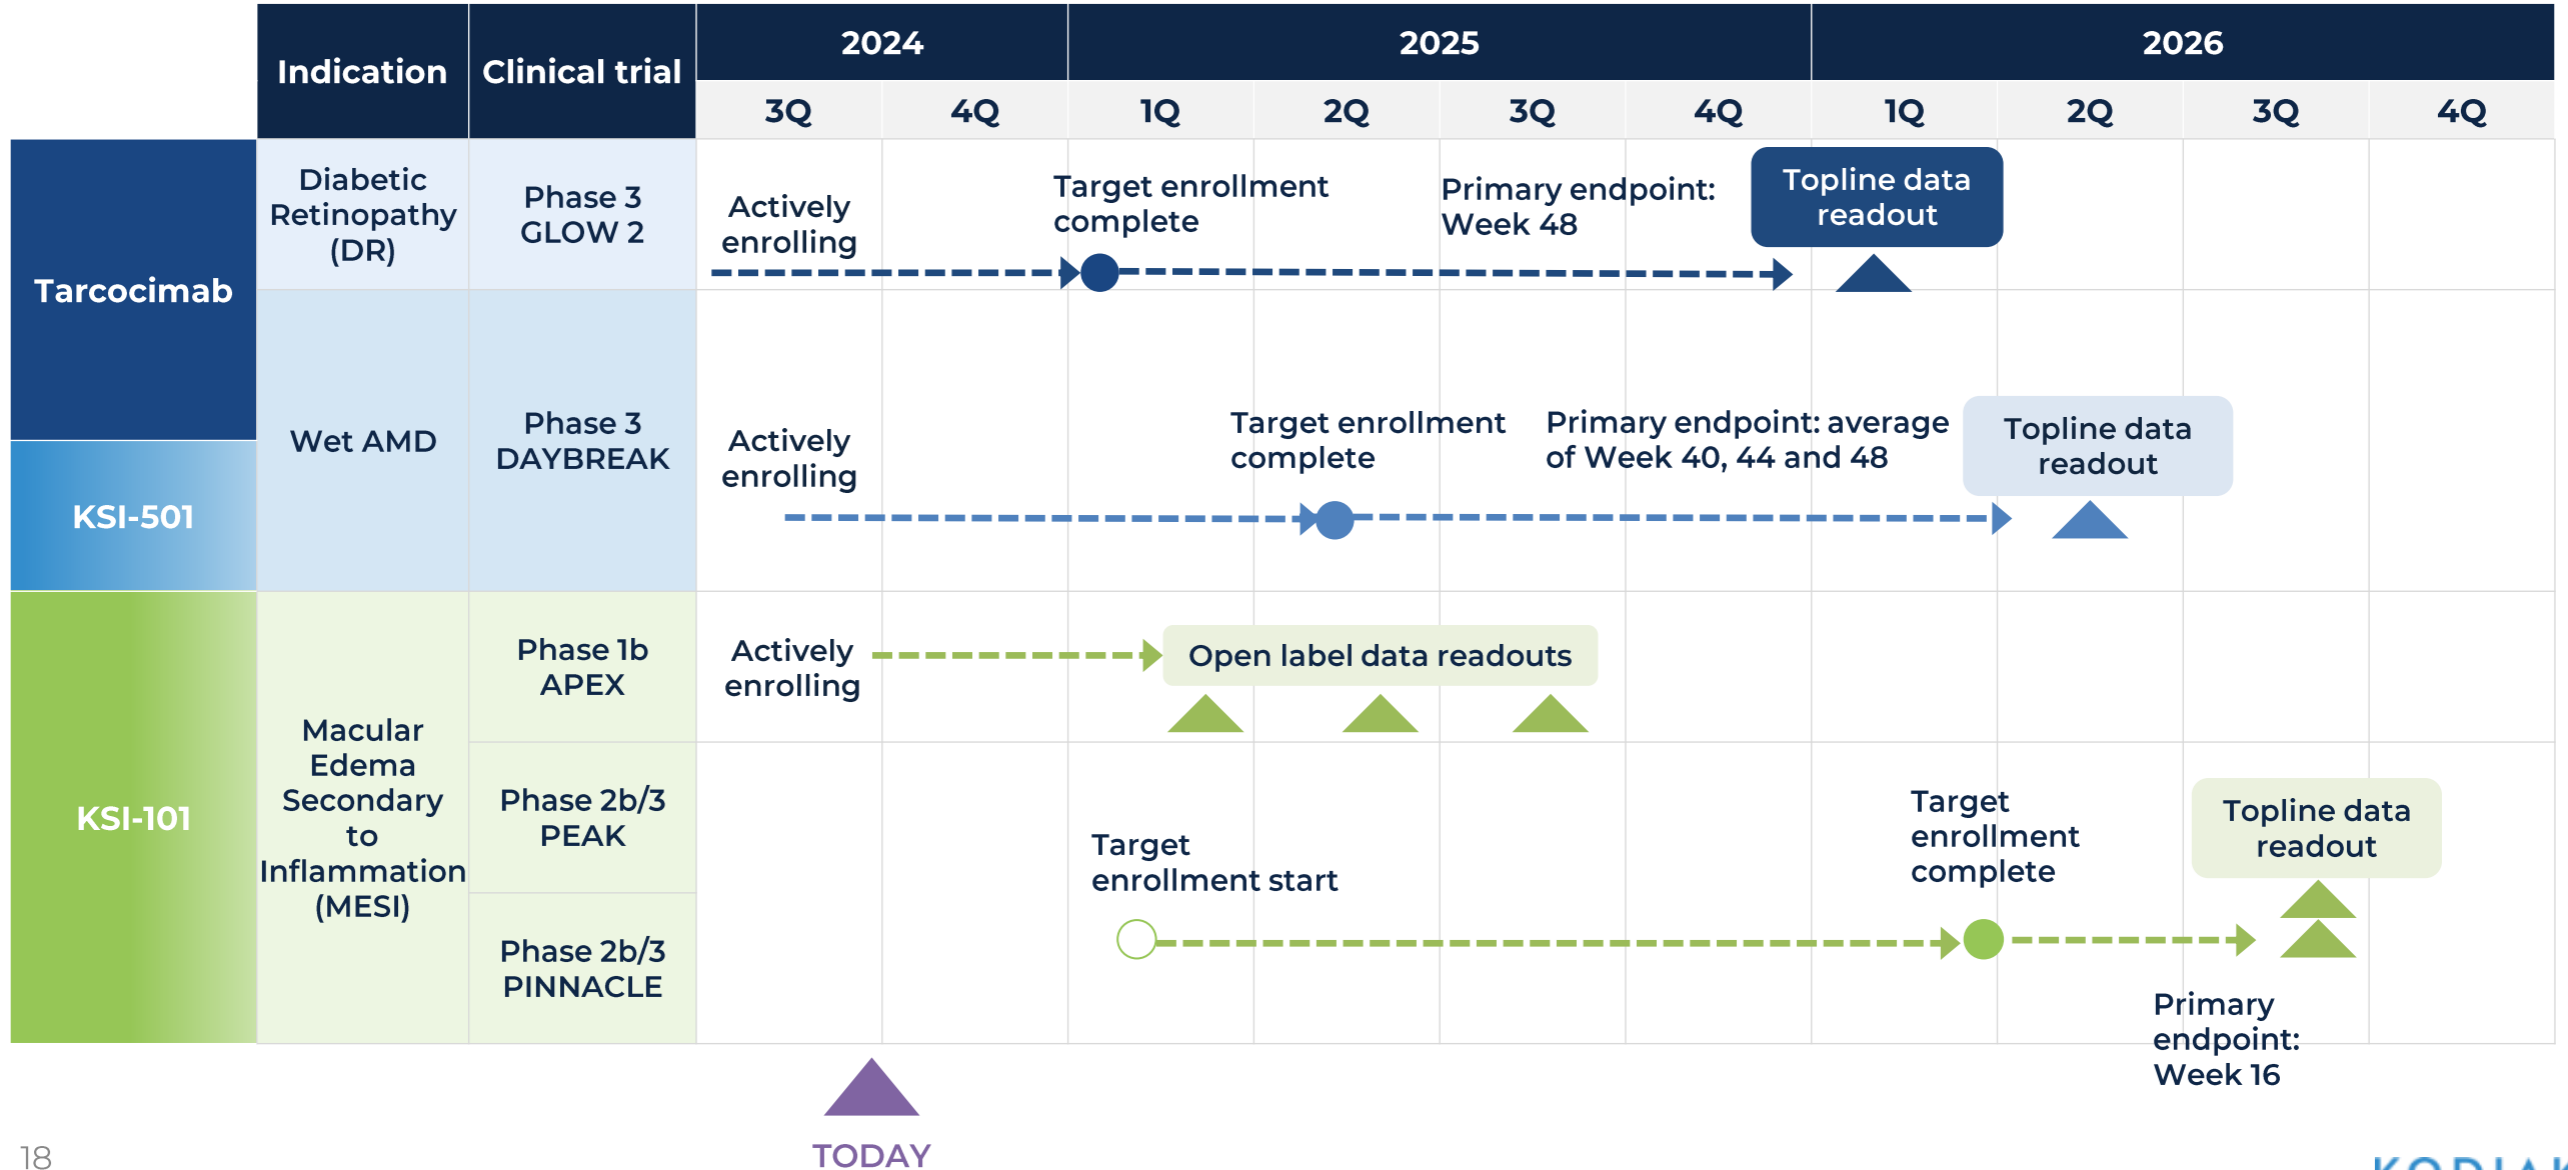 Indication
Clinical trial
2024
2025
2026
3Q
4Q
1Q
2Q
3Q
4Q
1Q
2Q
3Q
4Q
Tarcocimab
Diabetic
Retinopathy
(DR)
Phase 3
GLOW 2
Actively
enrolling
Target enrollment
complete
Primary endpoint:
Week 48
Topline data
readout
KSI-501
Wet AMD
Phase 3
DAYBREAK
Actively
enrolling
Target enrollment
complete
Primary endpoint: average
of Week 40, 44 and 48
Topline data
readout
KSI-101
Macular
Edema
Secondary
to
Inflammation
(MESI)
Phase 1b
APEX
Actively
enrolling
Open label data readouts
Phase 2b/3
PEAK
Phase 2b/3
PINNACLE
Target
enrollment start
Target
enrollment
complete
Topline data
readout
Primary
endpoint:
Week 16
TODAY
18
KODIAK